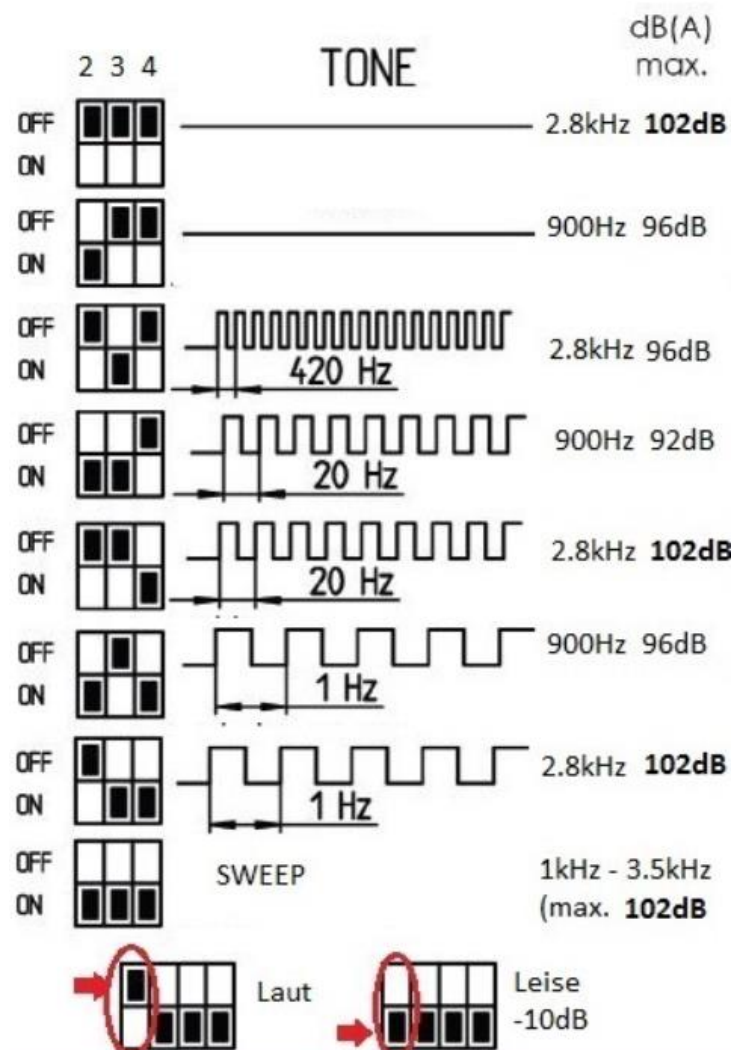 dB(A)
max.
2 3 4 TONE
OFF
ON
2.8kHz 102dB
OFF
ON
900Hz 96dB
OFF
ON
420 Hz
2.8kHz 96dB
OFF
ON
20 Hz
900Hz 92dB
OFF
ON
20 Hz
2.8kHz 102dB
OFF
ON
1 Hz
900Hz 96dB
OFF
ON
1 Hz
2.8kHz 102dB
OFF
ON
SWEEP
1kHz - 3.5kHz
(max. 102dB
Laut
Leise
-10dB